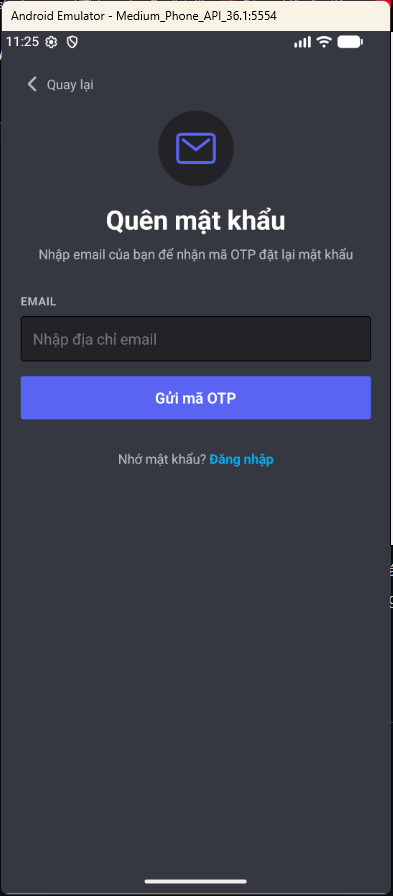 Android Emulator - Medium_Phone_API_36.1:5554
11:25
Quay lại
Quên mật khẩu
Nhập email của bạn để nhận mã OTP đặt lại mật khẩu
EMAIL
Nhập địa chỉ email
Gửi mã OTP
Nhớ mật khẩu? Đăng nhập